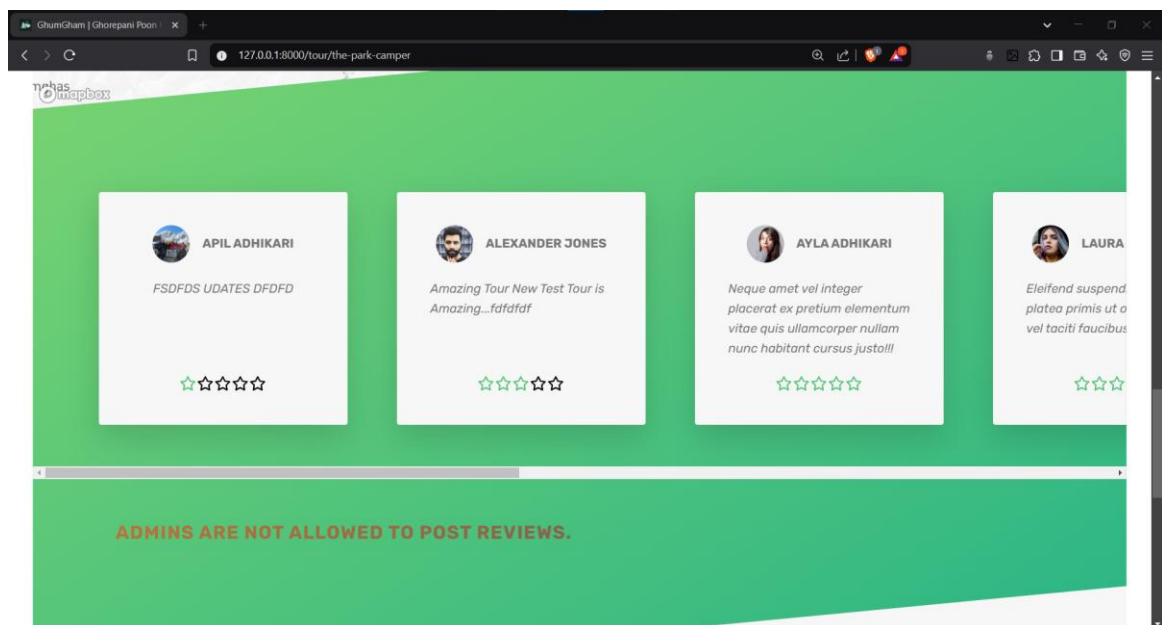 GhumGham | Ghorepani Poon
127.0.0.1:8000/tour/the-park-camper
mapbox
APIL ADHIKARI
FSDFDS UDATES DFDFD
ALEXANDER JONES
Amazing Tour New Test Tour is
Amazing...fdfdfdf
AYLA ADHIKARI
Neque amet vel integer
placerat ex pretium elementum
vitae quis ullamcorper nullam
nunc habitant cursus justo!!!
LAURA
Eleifend suspend
platea primis ut o
vel taciti faucibus
ADMINS ARE NOT ALLOWED TO POST REVIEWS.